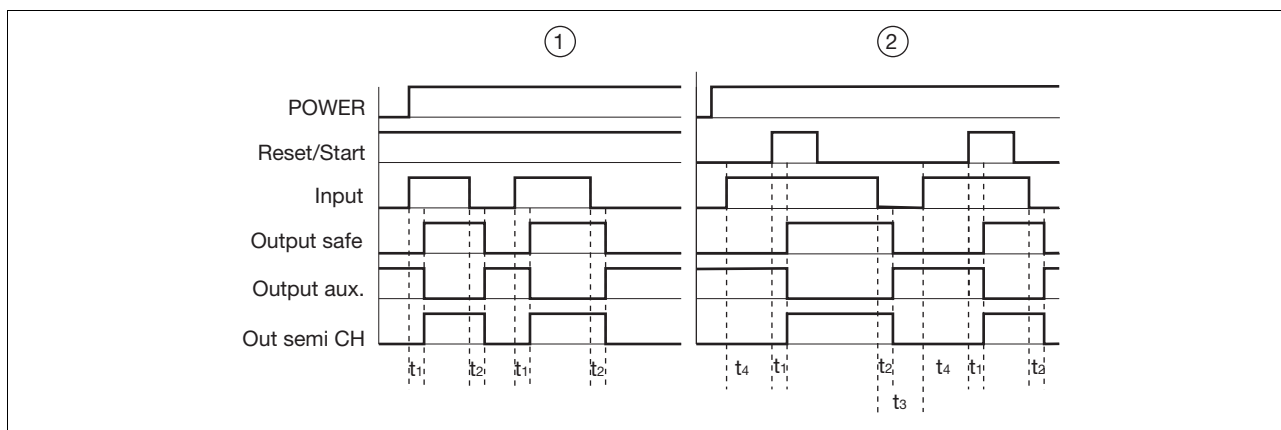 ① ②
POWER
Reset/Start
Input
Output safe
Output aux.
Out semi CH
t1 t2 t1 t2 t4 t1 t2 t4 t1 t2
t3